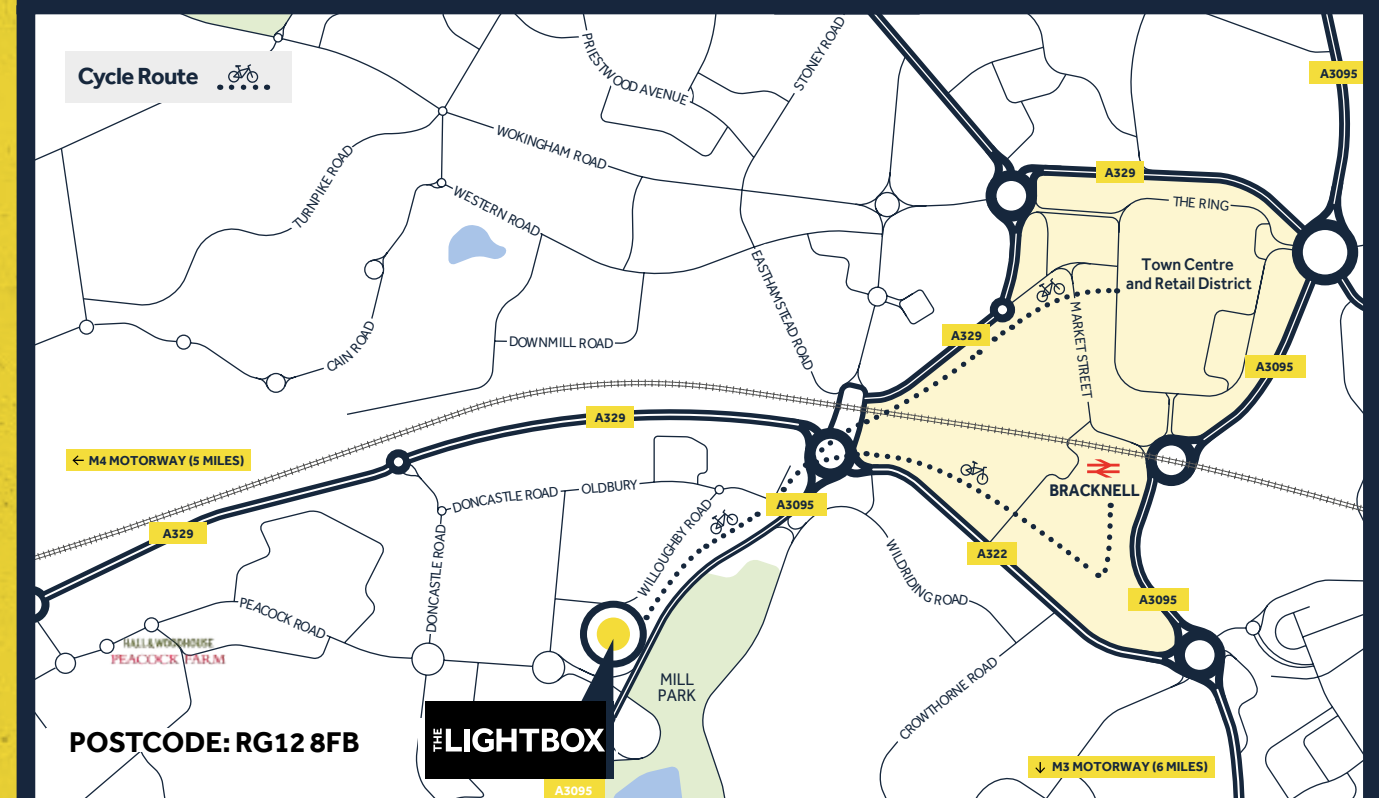 Cycle Route
PRIESTWOOD AVENUE
STONEY ROAD
A3095
WOKINGHAM ROAD
TURNPIKE ROAD
WESTERN ROAD
A329
THE RING
EASTHAMSTEAD ROAD
Town Centre
and Retail District
CAIN ROAD
DOWNMILL ROAD
A329
MARKET STREET
A3095
A329
← M4 MOTORWAY (5 MILES)
BRACKNELL
DONCASTLE ROAD
OLDBURY
A3095
A329
WILLOUGHBY ROAD
DONCASTLE ROAD
WILDRIDING ROAD
A322
A3095
PEACOCK ROAD
HALL & WOODHOUSE
PEACOCK FARM
MILL
PARK
CROWTHORNE ROAD
POSTCODE: RG12 8FB
THE LIGHTBOX
↓ M3 MOTORWAY (6 MILES)
A3095